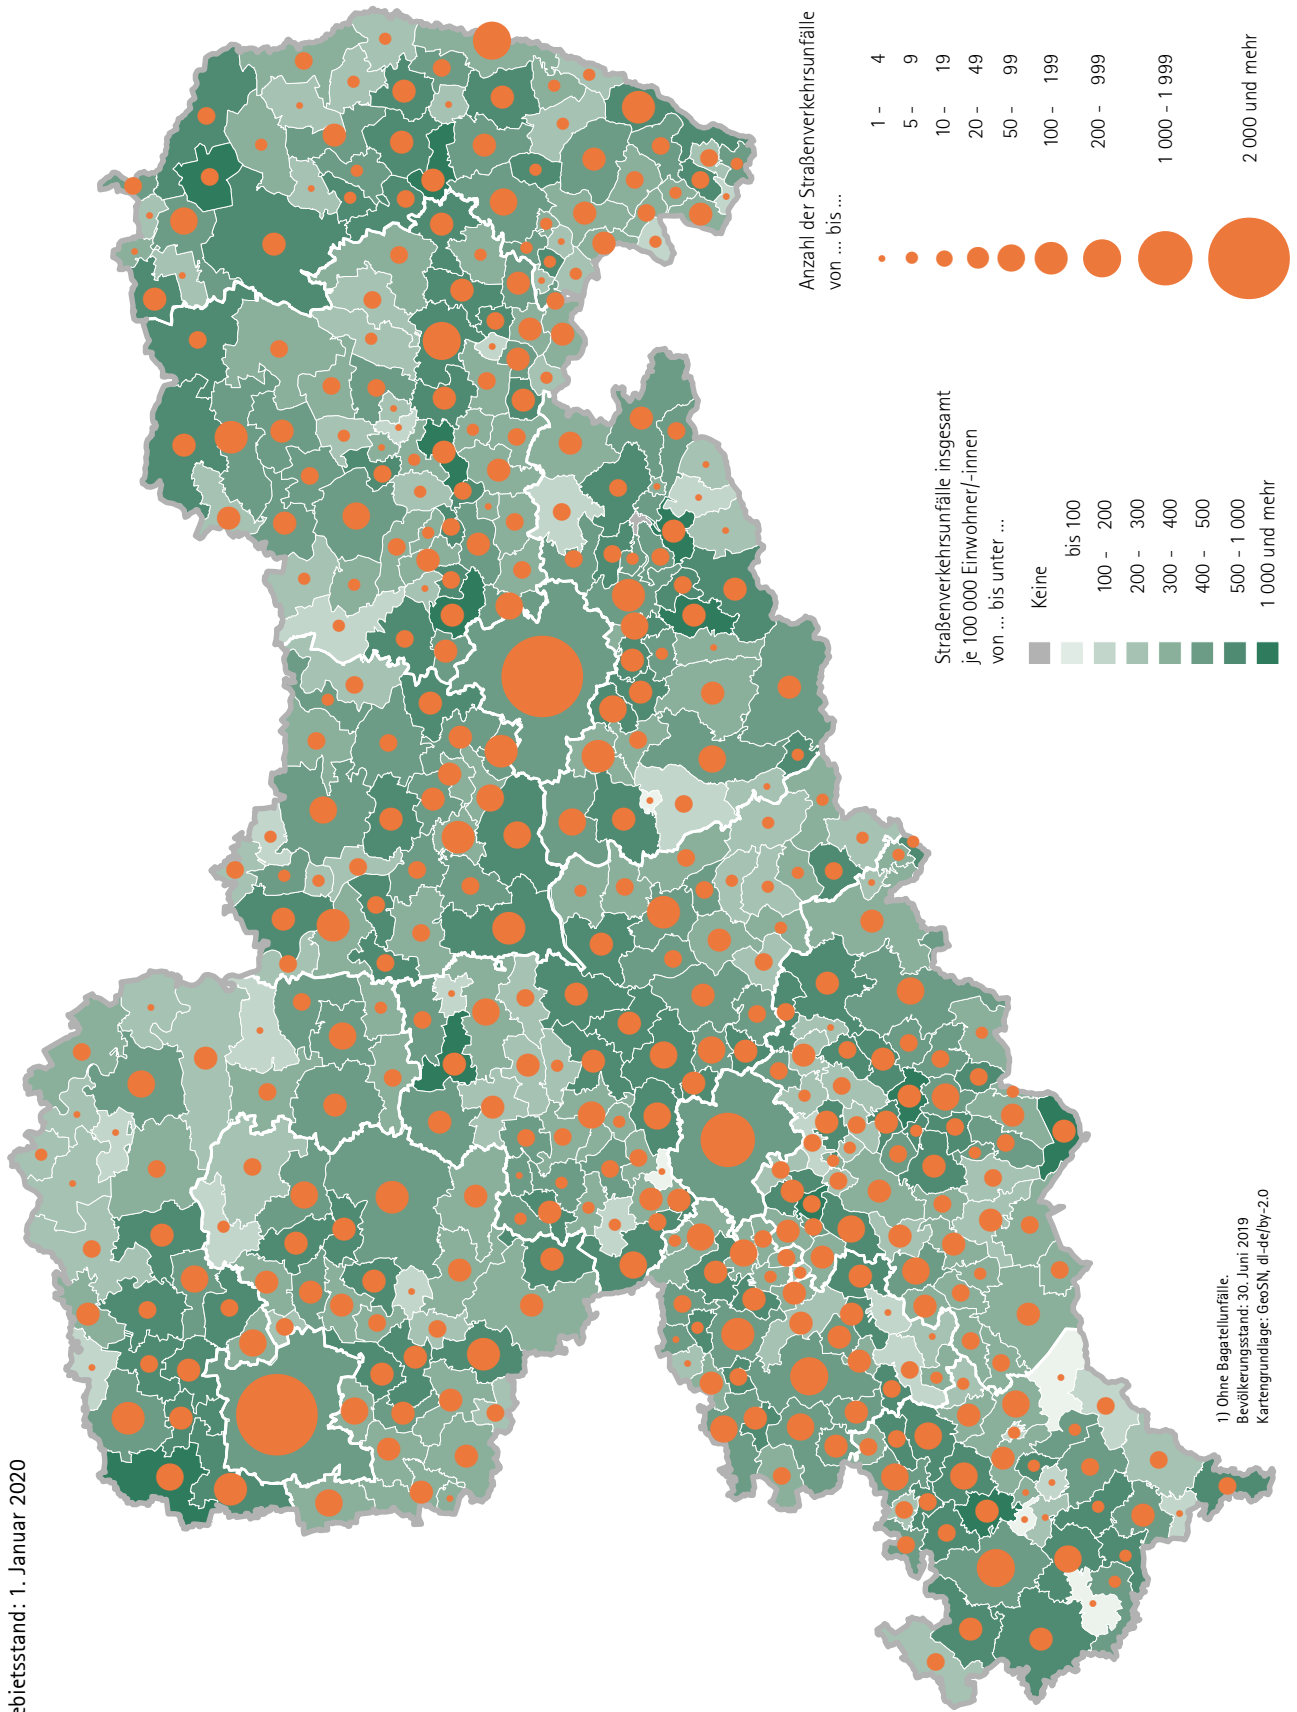 Gebietsstand: 1. Januar 2020
Anzahl der Straßenverkehrsunfälle
von ... bis ...
1 - 4
5 - 9
10 - 19
20 - 49
50 - 99
100 - 199
200 - 999
1 000 - 1 999
2 000 und mehr
Straßenverkehrsunfälle insgesamt
je 100 000 Einwohner/-innen
von ... bis unter ...
Keine
bis 100
100 - 200
200 - 300
300 - 400
400 - 500
500 - 1 000
1 000 und mehr
1) Ohne Bagatellunfälle.
Bevölkerungsstand: 30. Juni 2019
Kartengrundlage: GeoSN, dl-de/by-2.0